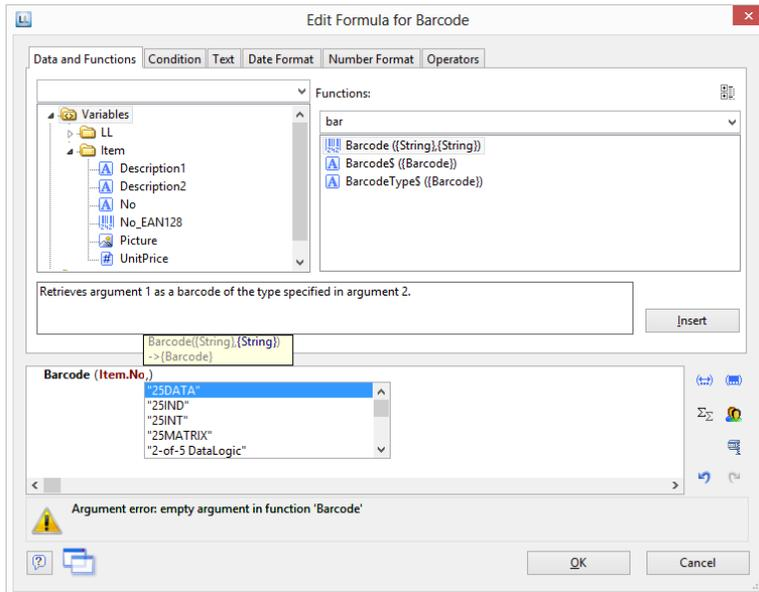 LL
Edit Formula for Barcode
Data and Functions Condition Text Date Format Number Format Operators
Functions:
Variables
LL
Item
Description1
Description2
No
No_EAN128
Picture
UnitPrice
bar
Barcode ({String},{String})
Barcode$ ({Barcode})
BarcodeType$ ({Barcode})
Retrieves argument 1 as a barcode of the type specified in argument 2.
Insert
Barcode({String},{String})
->{Barcode}
Barcode (Item.No,)
"25DATA"
"25IND"
"25INT"
"25MATRIX"
"2-of-5 DataLogic"
Argument error: empty argument in function 'Barcode'
OK Cancel